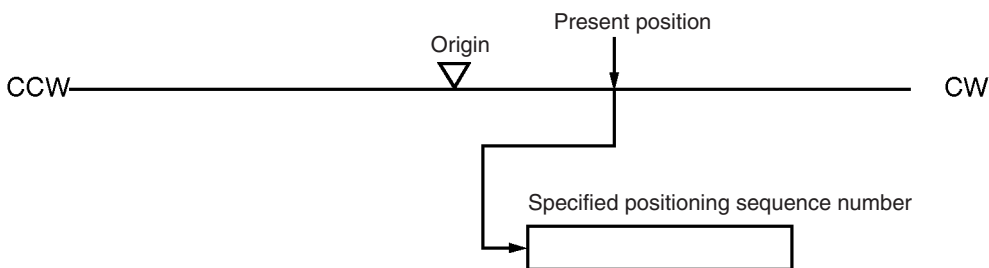 Present position
Origin
CCW
CW
Specified positioning sequence number